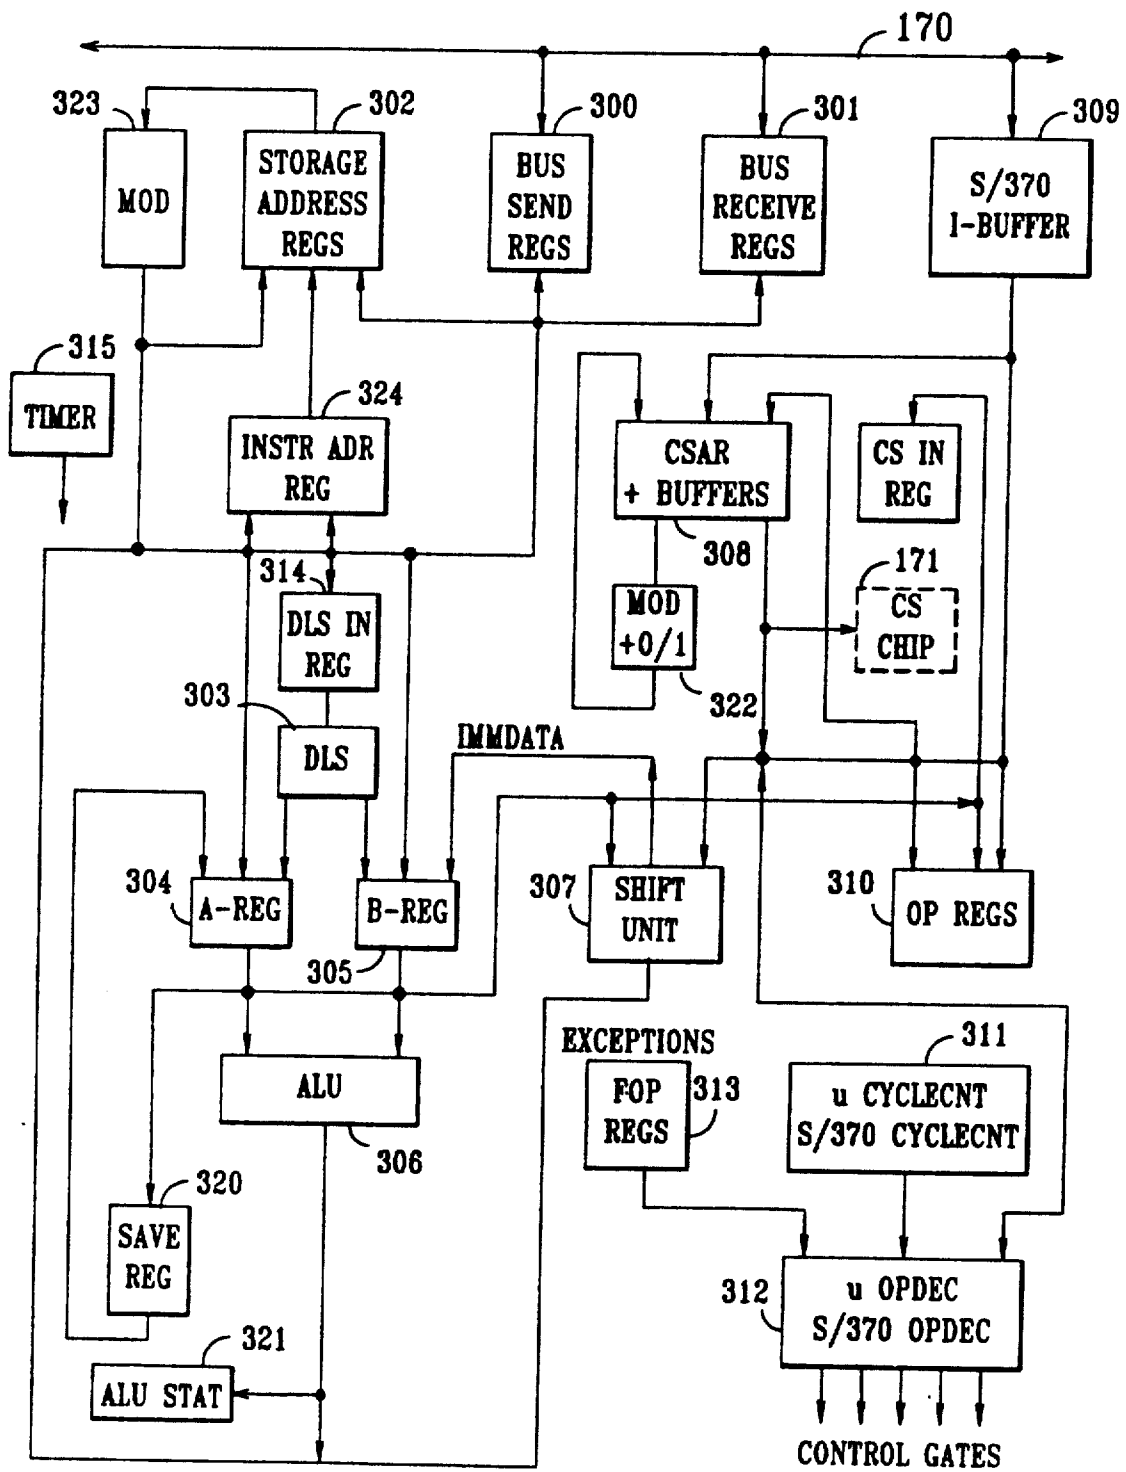 170
323
302
300
301
309
MOD
STORAGE
ADDRESS
REGS
BUS
SEND
REGS
BUS
RECEIVE
REGS
S/370
I-BUFFER
315
TIMER
324
INSTR ADR
REG
CSAR
+ BUFFERS
308
CS IN
REG
314
DLS IN
REG
MOD
+0/1
322
171
CS
CHIP
303
DLS
IMMDATA
304
A-REG
B-REG
305
307
SHIFT
UNIT
310
OP REGS
ALU
306
EXCEPTIONS
FOP
REGS
313
311
u CYCLECNT
S/370 CYCLECNT
320
SAVE
REG
312
u OPDEC
S/370 OPDEC
321
ALU STAT
CONTROL GATES